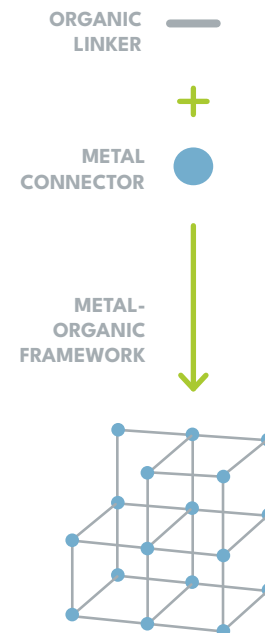 ORGANIC
LINKER
+
METAL
CONNECTOR
METAL-
ORGANIC
FRAMEWORK